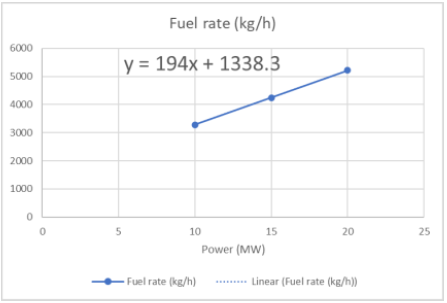 Fuel rate (kg/h)
y = 194x + 1338.3
6000
5000
4000
3000
2000
1000
0
0 5 10 15 20 25
Power (MW)
Fuel rate (kg/h) Linear (Fuel rate (kg/h))